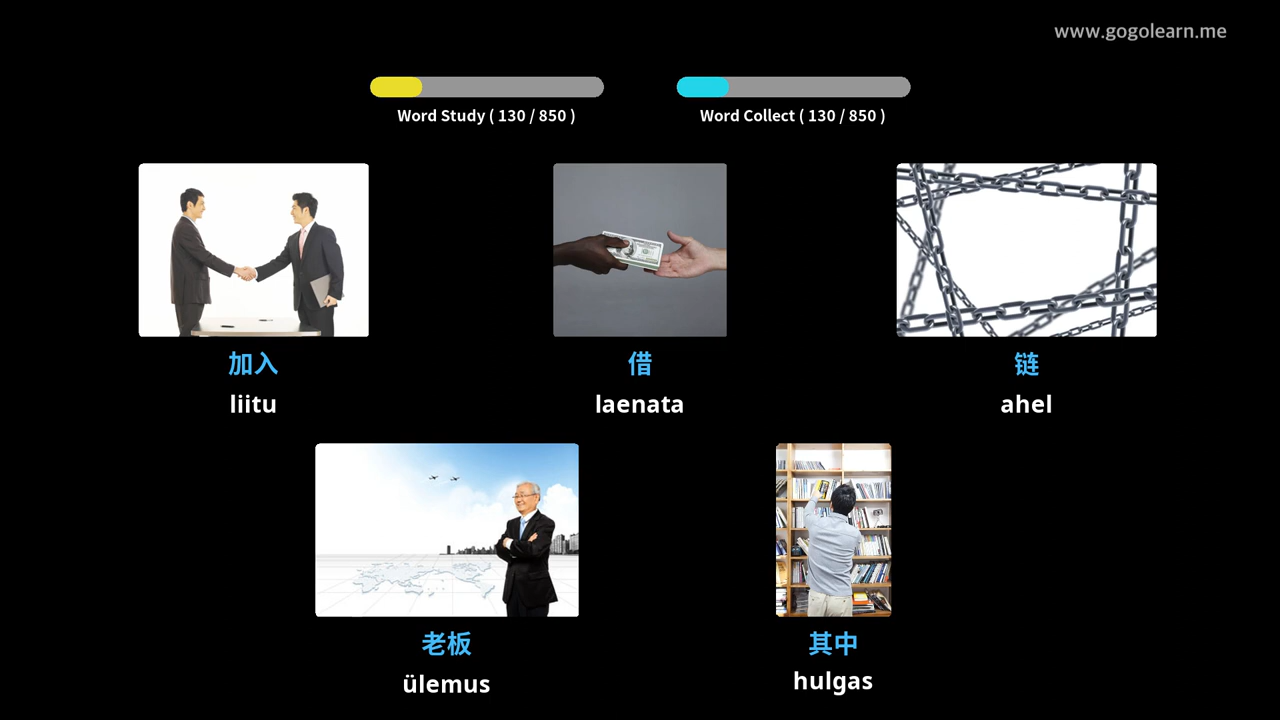 www.gogolearn.me
Word Study ( 130 / 850 )
Word Collect ( 130 / 850 )
加入
liitu
借
laenata
链
ahel
老板
ülemus
其中
hulgas